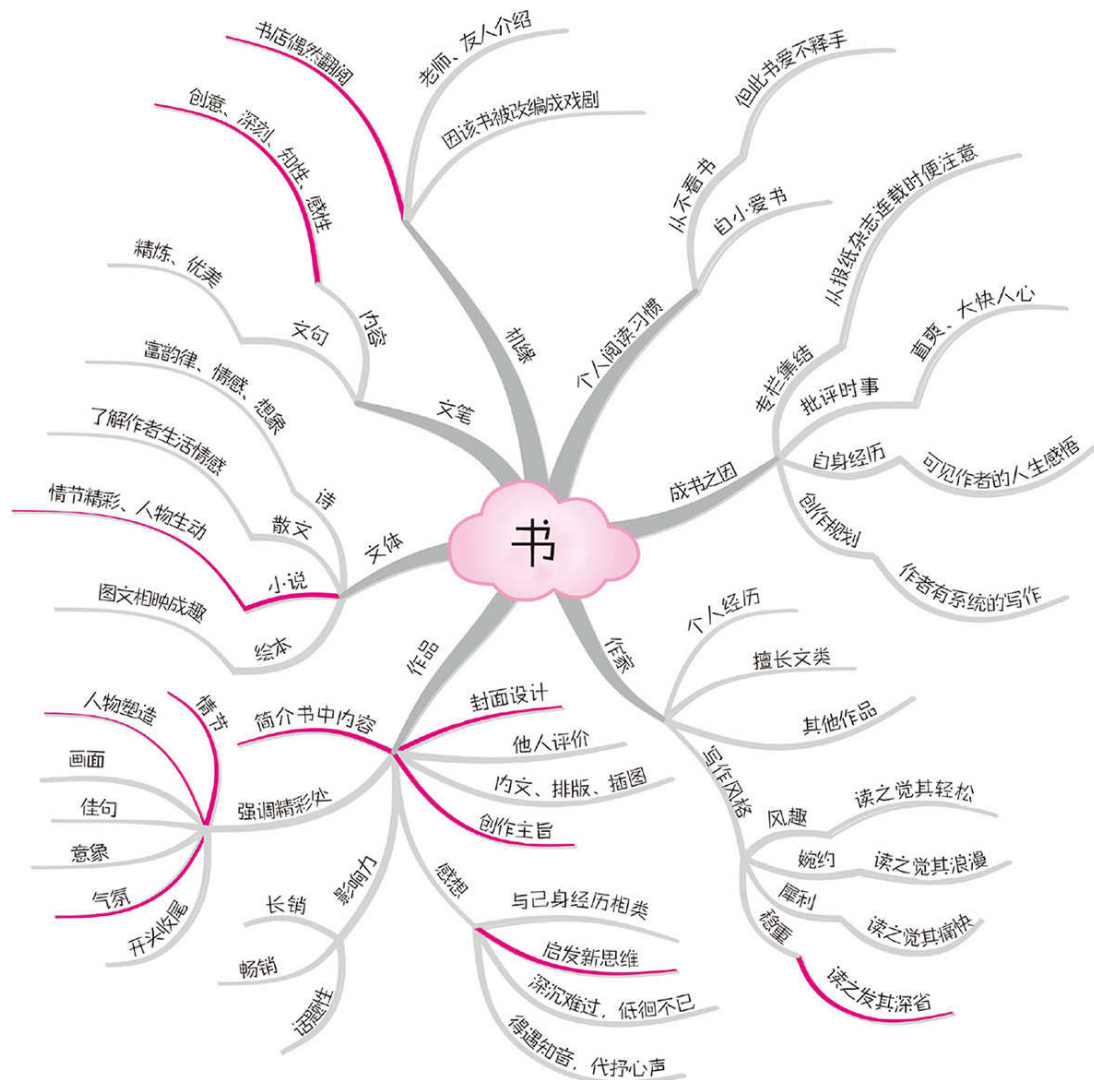 书
机缘
书店偶然翻阅
老师、友人介绍
因该书被改编成戏剧
个人阅读习惯
从不看书
但此书爱不释手
自小爱书
成书之因
专栏集结
从报纸杂志连载时便注意
批评时事
直爽、大快人心
自身经历
可见作者的人生感悟
创作规划
作者有系统的写作
作家
个人经历
擅长文类
其他作品
写作风格
风趣
读之觉其轻松
婉约
读之觉其浪漫
犀利
读之觉其痛快
稳重
读之发其深省
作品
封面设计
他人评价
内文、排版、插图
创作主旨
感想
与己身经历相类
启发新思维
深沉难过，低徊不已
得遇知音，代抒心声
影响力
长销
畅销
话题性
强调精彩处
情节
人物塑造
画面
佳句
意象
气氛
开头收尾
简介书中内容
文体
诗
富韵律、情感、想象
散文
了解作者生活情感
小说
情节精彩、人物生动
绘本
图文相映成趣
文笔
文句
精炼、优美
内容
创意、深刻、知性、感性